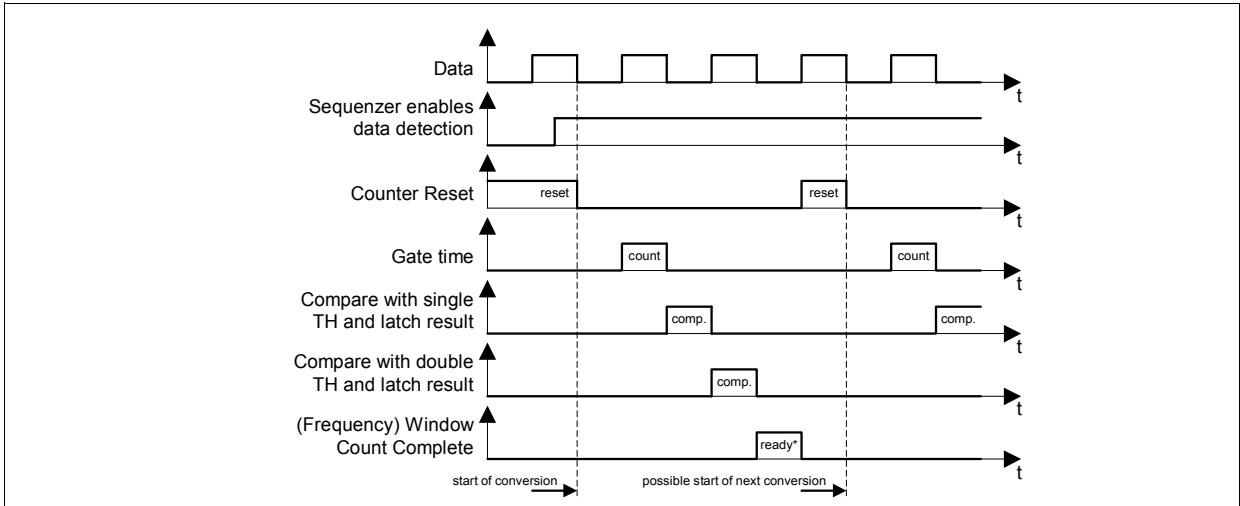 Data
t
Sequenzer enables
data detection
t
Counter Reset
reset
reset
t
Gate time
count
count
t
Compare with single
TH and latch result
comp.
comp.
t
Compare with double
TH and latch result
comp.
t
(Frequency) Window
Count Complete
ready*
t
start of conversion
possible start of next conversion